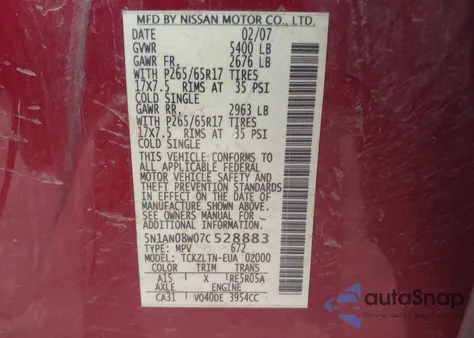 MFD BY NISSAN MOTOR CO., LTD.
DATE 02/07
GVWR 5400 LB
GAWR FR. 2676 LB
WITH P265/65R17 TIRES
17x7.5 RIMS AT 35 PSI
COLD SINGLE
GAWR RR. 2963 LB
WITH P265/65R17 TIRES
17x7.5 RIMS AT 35 PSI
COLD SINGLE
THIS VEHICLE CONFORMS TO
ALL APPLICABLE FEDERAL
MOTOR VEHICLE SAFETY AND
THEFT PREVENTION STANDARDS
IN EFFECT ON THE DATE OF
MANUFACTURE SHOWN ABOVE.
SEE OWNERS MANUAL FOR
ADDITIONAL INFORMATION.
5N1AN08W07C528883
TYPE: MPV 672
MODEL: TCKZLTN-EUA 02000
COLOR TRIM TRANS
A15 X RE5R05A
AXLE ENGINE
CA31 VQ40DE 3954CC
autoSnap